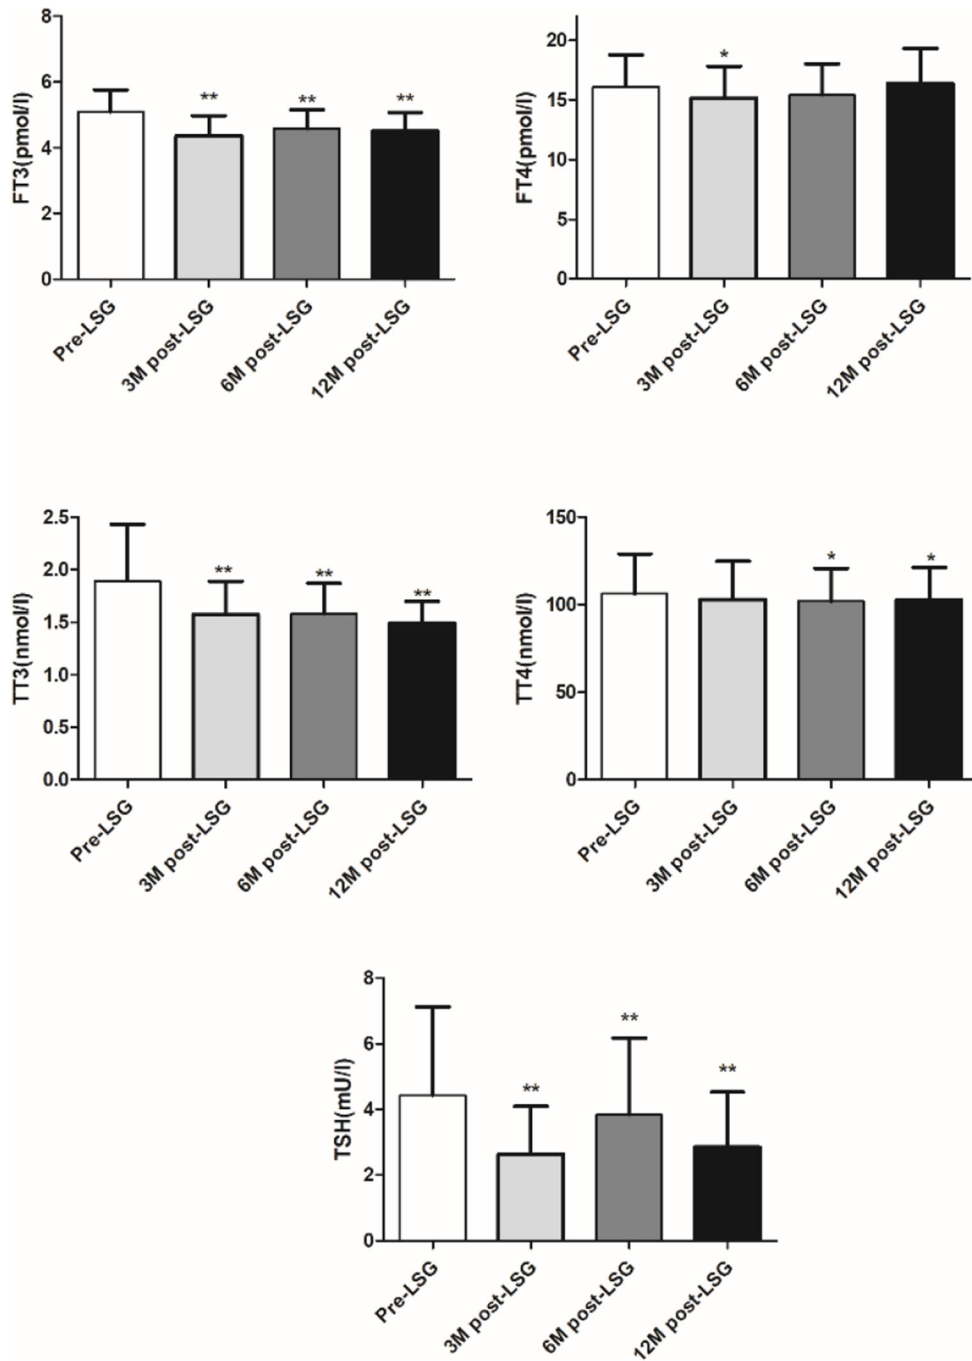 FT3(pmol/l)
8
6
4
2
0
** ** **
Pre-LSG
3M post-LSG
6M post-LSG
12M post-LSG
FT4(pmol/l)
20
15
10
5
0
*
Pre-LSG
3M post-LSG
6M post-LSG
12M post-LSG
TT3(nmol/l)
2.5
2.0
1.5
1.0
0.5
0.0
** ** **
Pre-LSG
3M post-LSG
6M post-LSG
12M post-LSG
TT4(nmol/l)
150
100
50
0
* *
Pre-LSG
3M post-LSG
6M post-LSG
12M post-LSG
TSH(mU/l)
8
6
4
2
0
** ** **
Pre-LSG
3M post-LSG
6M post-LSG
12M post-LSG